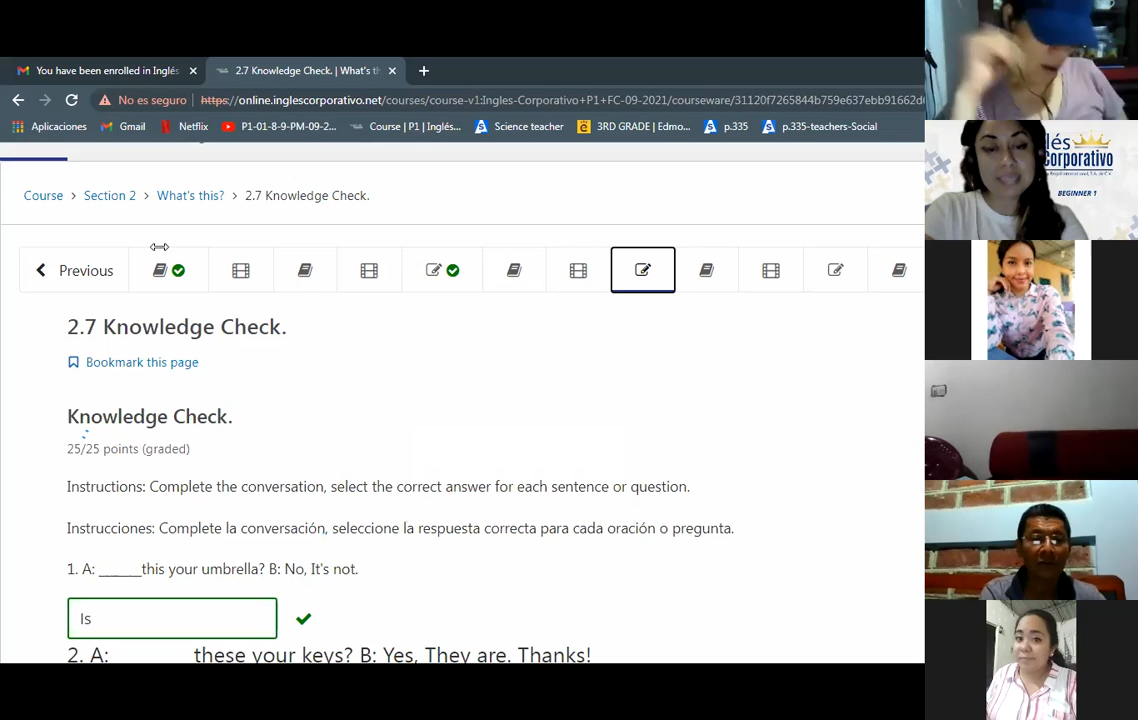 You have been enrolled in Inglés
2.7 Knowledge Check. | What's th
No es seguro
https://online.inglescorporativo.net/courses/course-v1:Ingles-Corporativo+P1+FC-09-2021/courseware/31120f7265844b759e637ebb91662d
Aplicaciones
Gmail
Netflix
P1-01-8-9-PM-09-2...
Course | P1 | Inglés...
Science teacher
3RD GRADE | Edmo...
p.335
p.335-teachers-Social
Course > Section 2 > What's this? > 2.7 Knowledge Check.
Previous
2.7 Knowledge Check.
Bookmark this page
Knowledge Check.
25/25 points (graded)
Instructions: Complete the conversation, select the correct answer for each sentence or question.
Instrucciones: Complete la conversación, seleccione la respuesta correcta para cada oración o pregunta.
1. A: ______this your umbrella? B: No, It's not.
Is
2. A: these your keys? B: Yes, They are. Thanks!
lés
Corporativo
BEGINNER 1